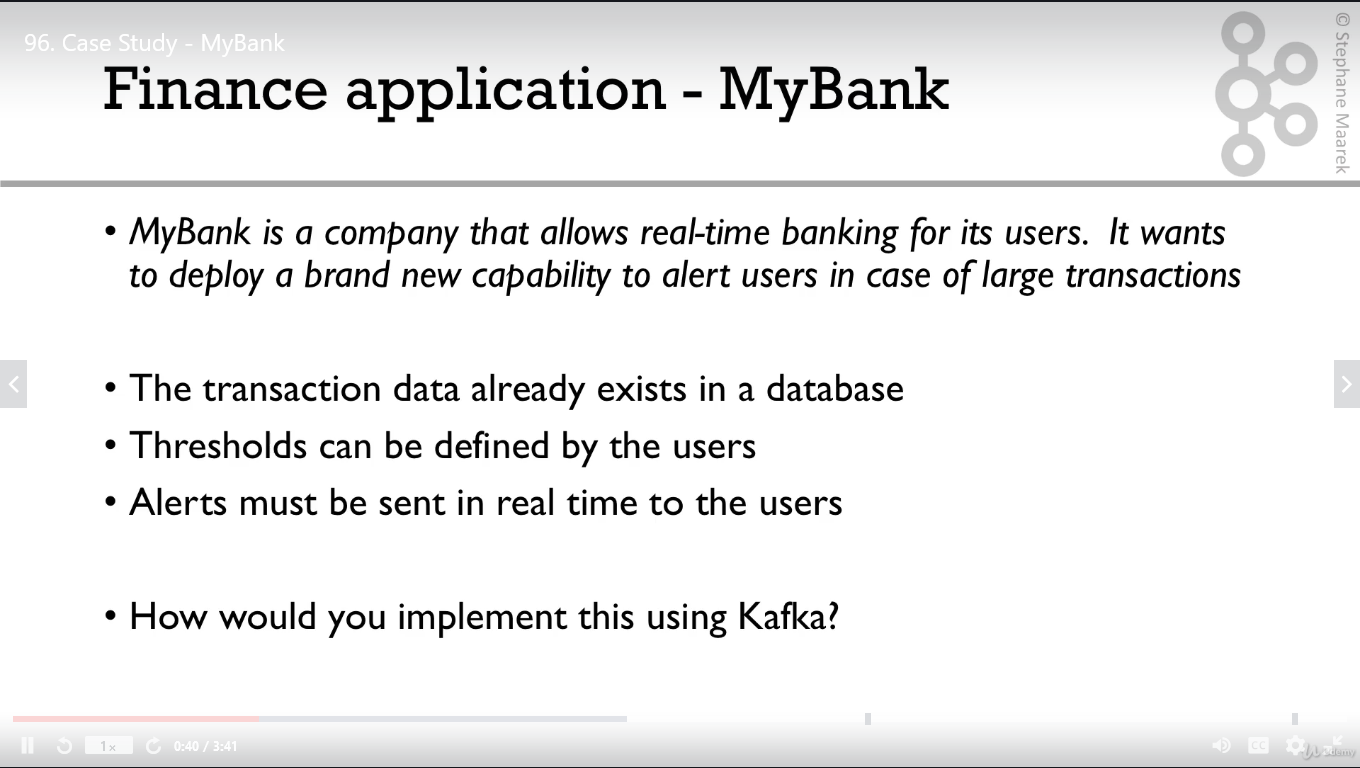 96. Case Study - MyBank
Finance application - MyBank
© Stephane Maarek
• MyBank is a company that allows real-time banking for its users. It wants
to deploy a brand new capability to alert users in case of large transactions
• The transaction data already exists in a database
• Thresholds can be defined by the users
• Alerts must be sent in real time to the users
• How would you implement this using Kafka?
1x
0:40 / 3:41
CC
Udemy